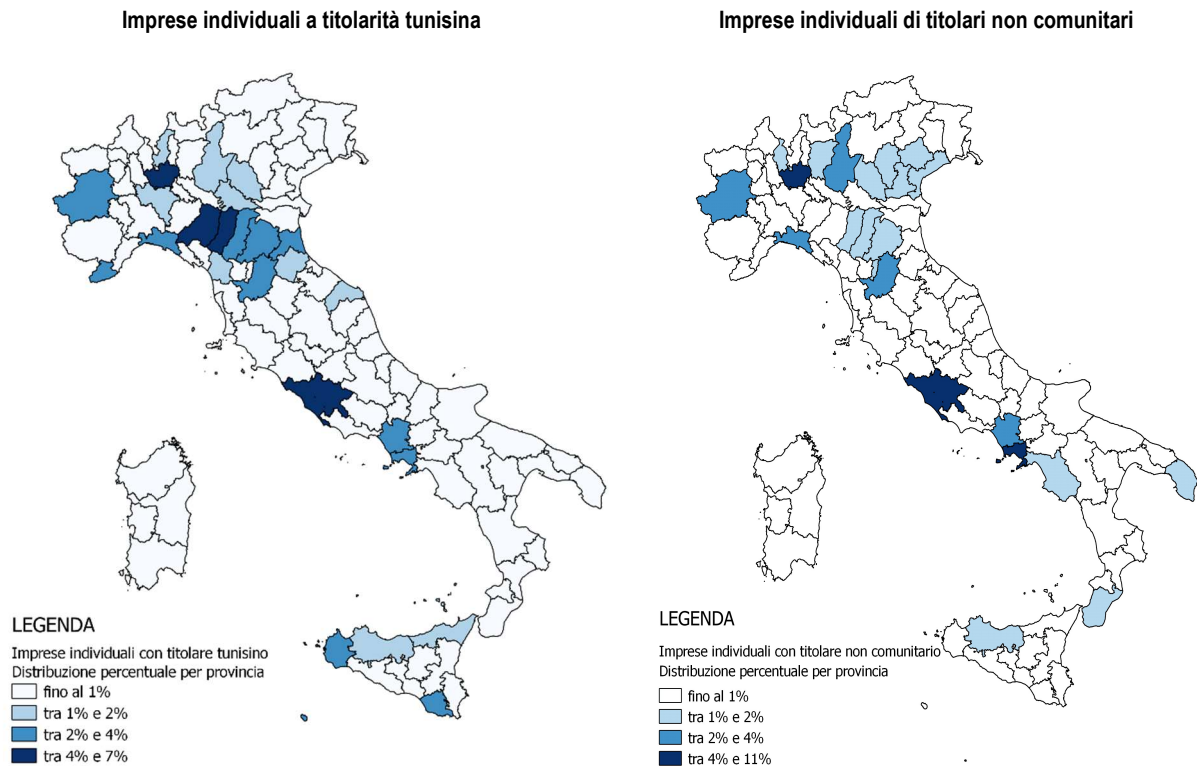 Imprese individuali a titolarità tunisina
Imprese individuali di titolari non comunitari
LEGENDA
Imprese individuali con titolare tunisino
Distribuzione percentuale per provincia
fino al 1%
tra 1% e 2%
tra 2% e 4%
tra 4% e 7%
LEGENDA
Imprese individuali con titolare non comunitario
Distribuzione percentuale per provincia
fino al 1%
tra 1% e 2%
tra 2% e 4%
tra 4% e 11%